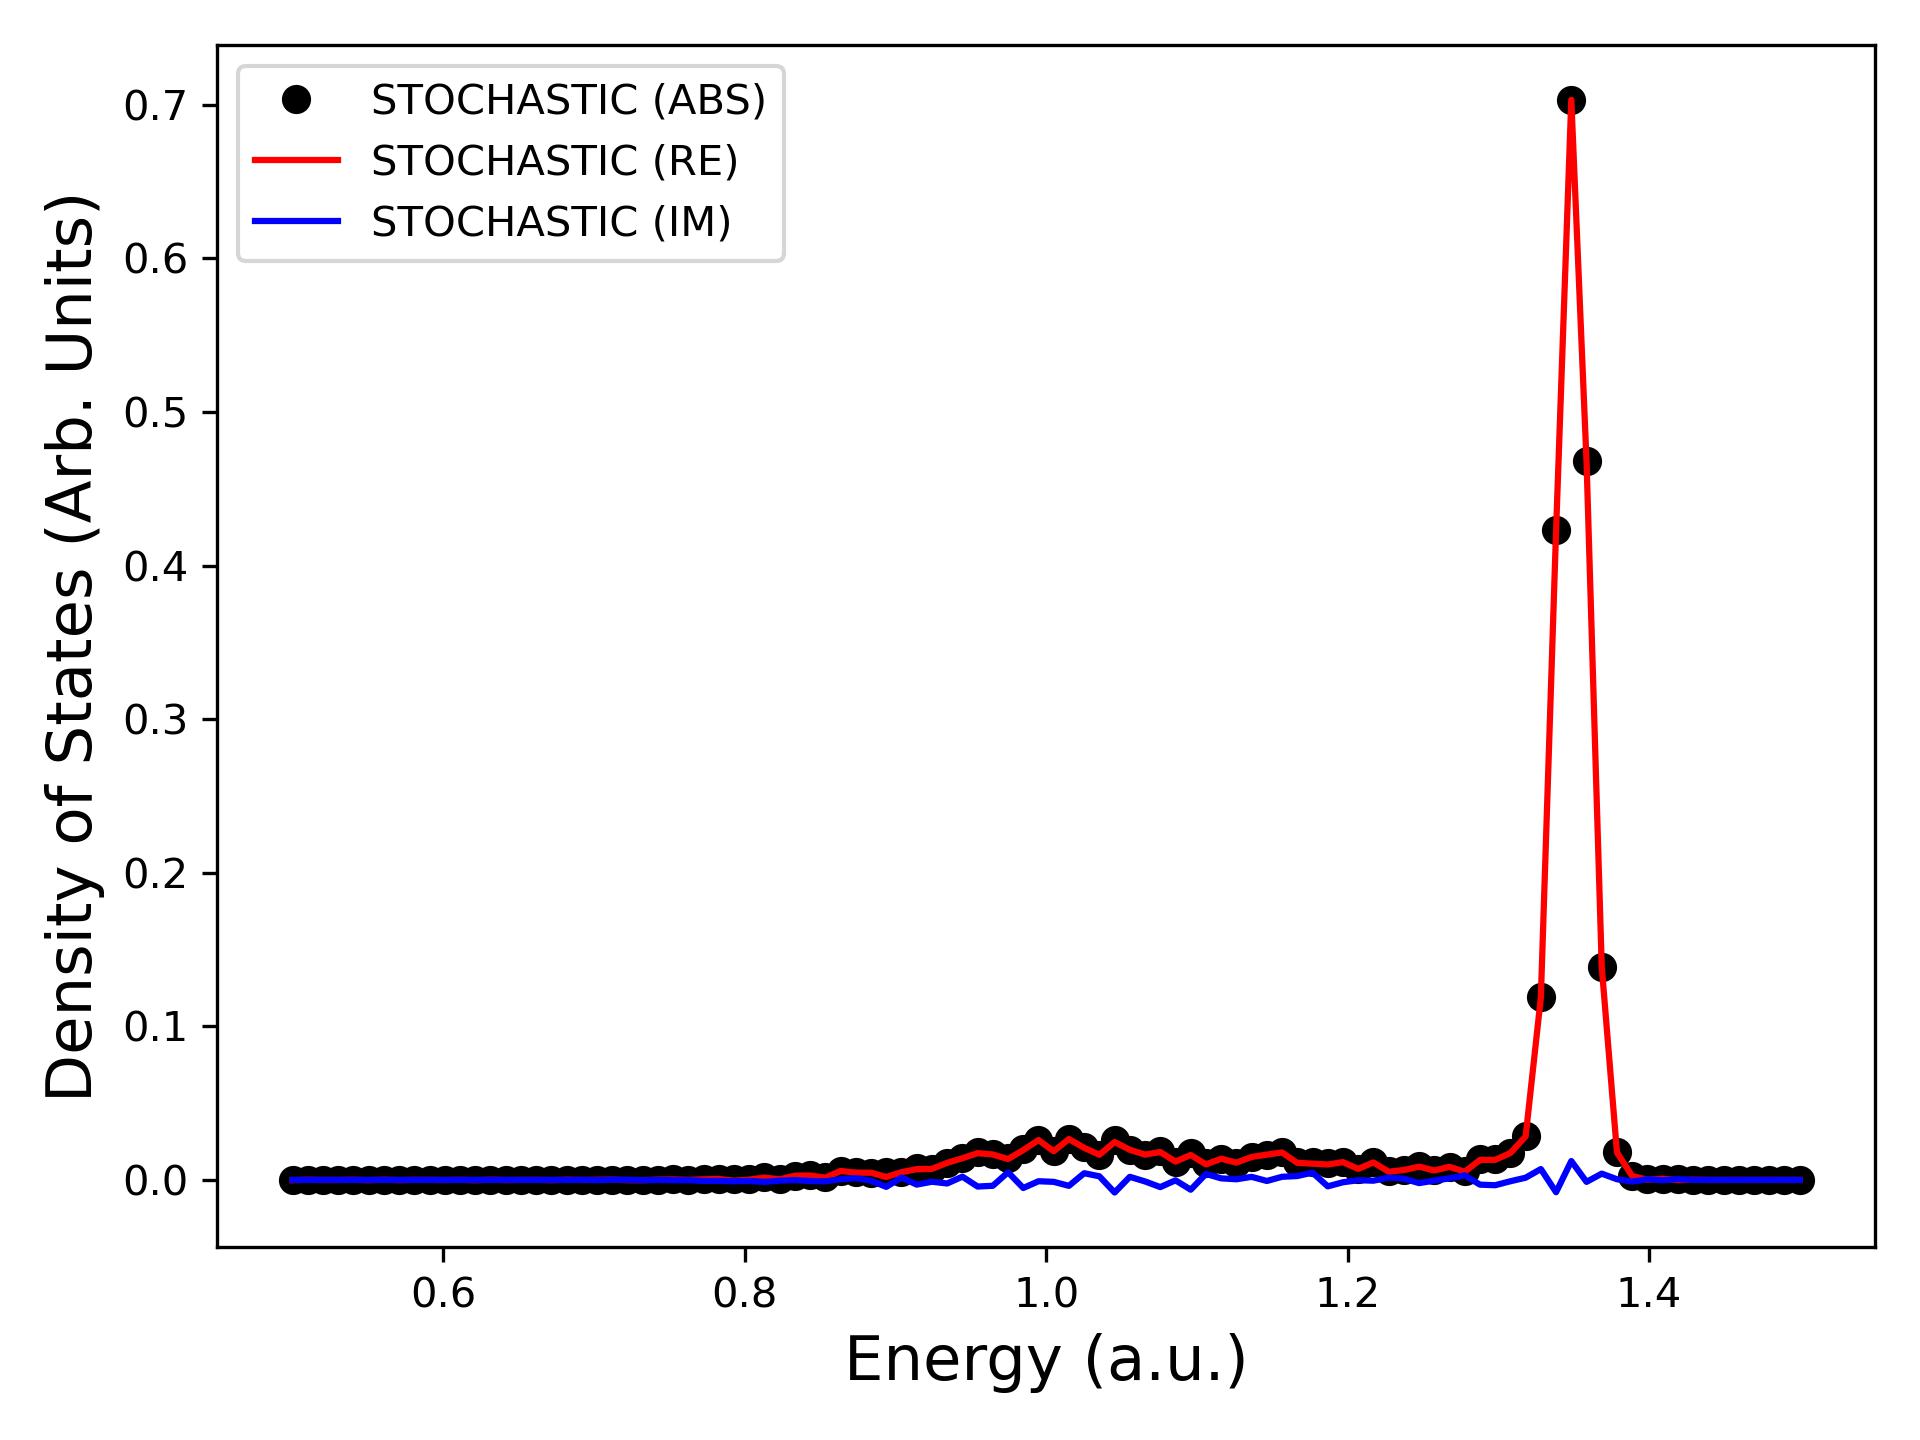 STOCHASTIC (ABS)
STOCHASTIC (RE)
STOCHASTIC (IM)
Density of States (Arb. Units)
0.7
0.6
0.5
0.4
0.3
0.2
0.1
0.0
0.6 0.8 1.0 1.2 1.4
Energy (a.u.)